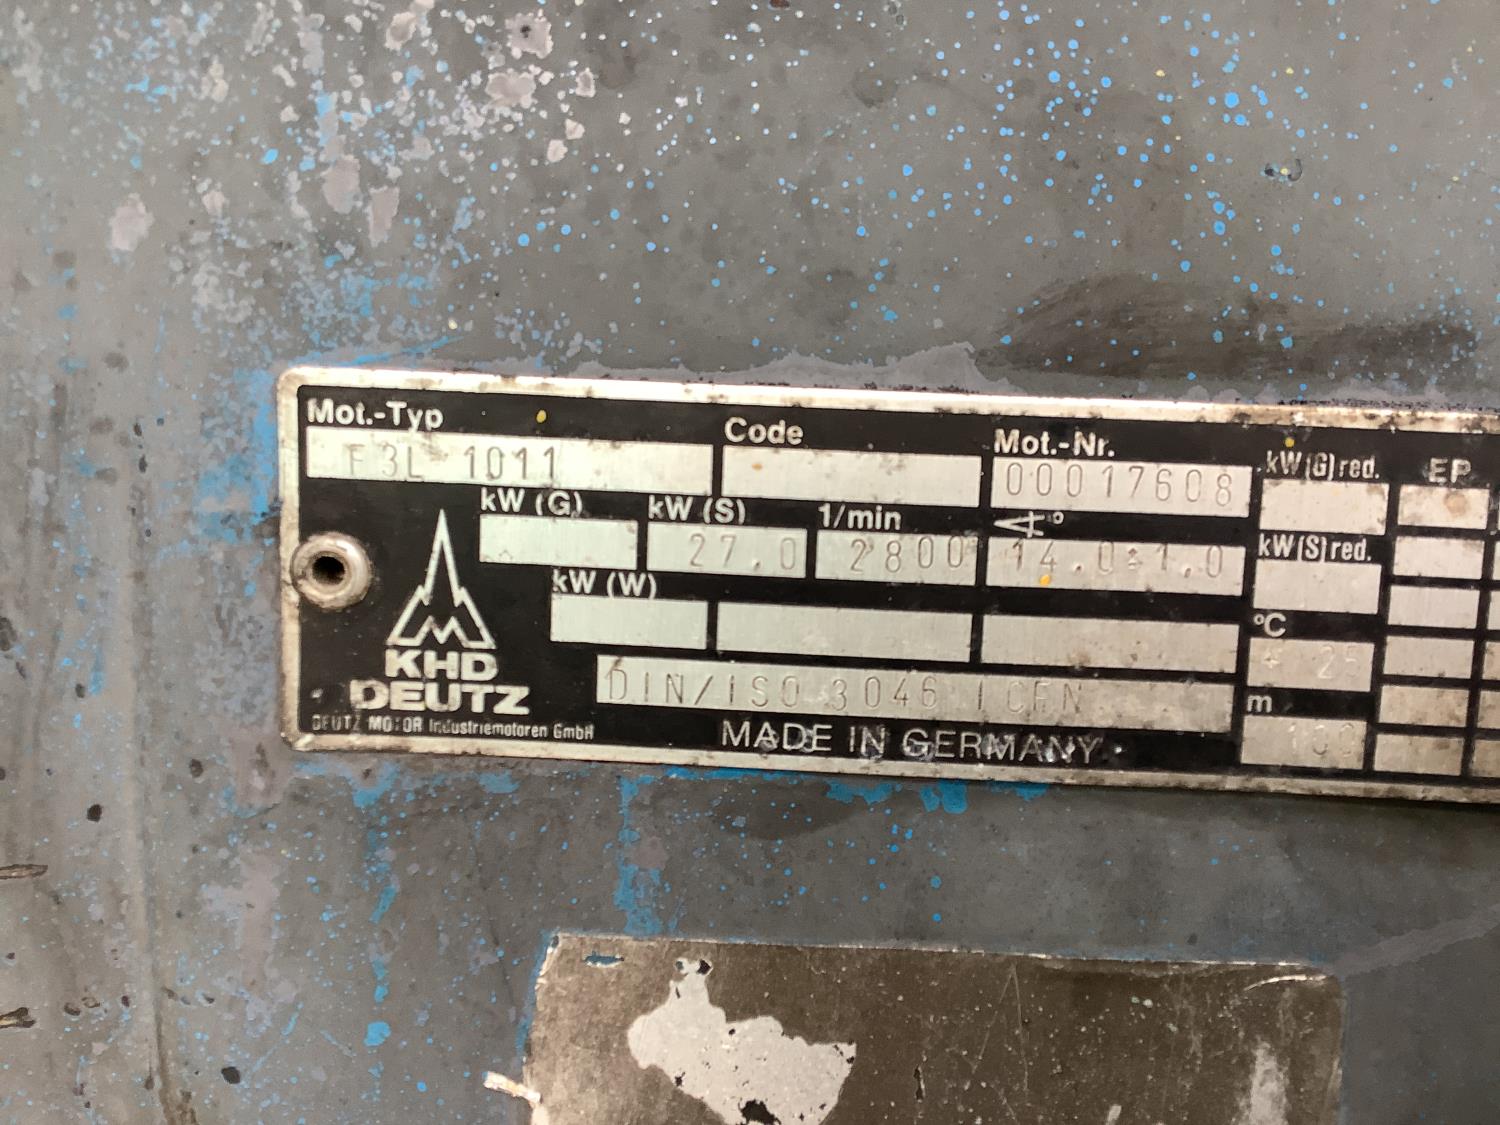 Mot.-Typ Code Mot.-Nr. kW (G) red. EP
F3L 1011 00017608
kW (G) kW (S) 1/min ∢°  kW (S) red.
27,0 2800 14.0±1,0
kW (W)
°C
+ 25
KHD
DEUTZ
DIN/ISO 3046 ICFN
m
100
DEUTZ MOTOR Industriemotoren GmbH
MADE IN GERMANY